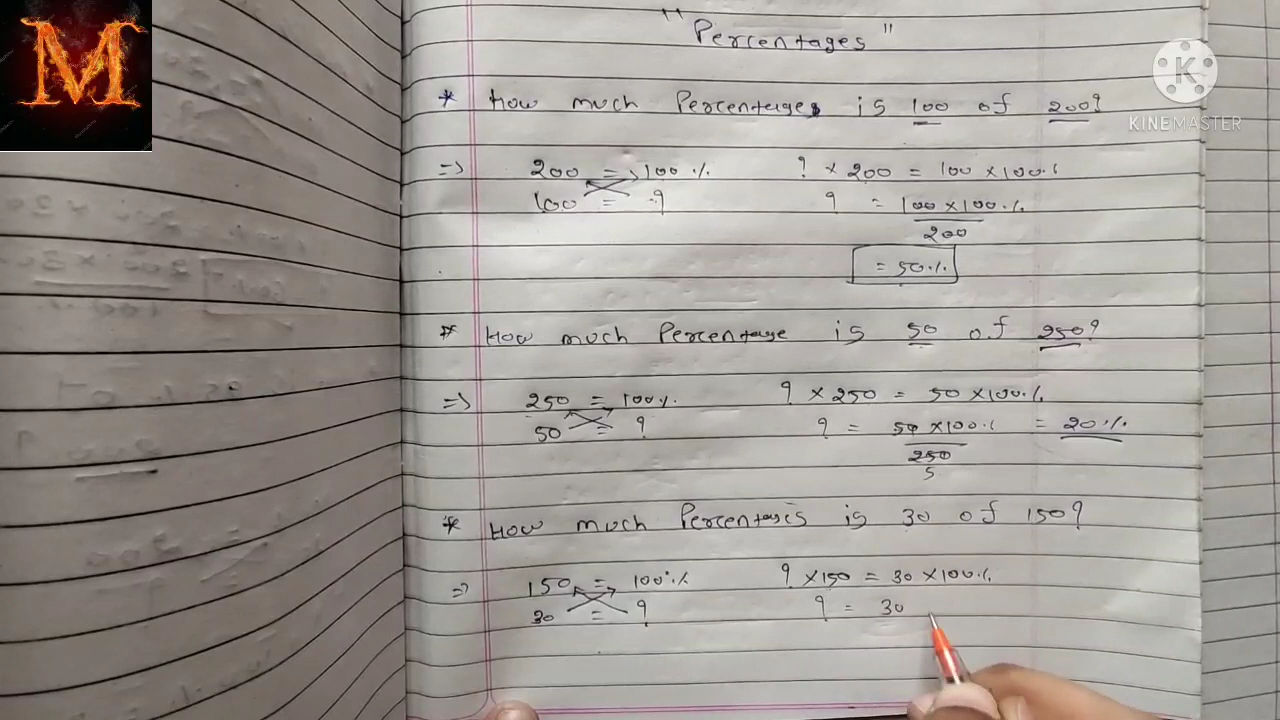 M
KINEMASTER
" Percentages "
* How much Percentages is 100 of 200?
=> 200 = 100% ? × 200 = 100 × 100%
100 = ? ? = 100 × 100%
200
= 50%
* How much Percentage is 50 of 250?
=> 250 = 100% ? × 250 = 50 × 100%
50 = ? ? = 50 × 100% = 20%
250
5
* How much Percentages is 30 of 150?
=> 150 = 100% ? × 150 = 30 × 100%
30 = ? ? = 30